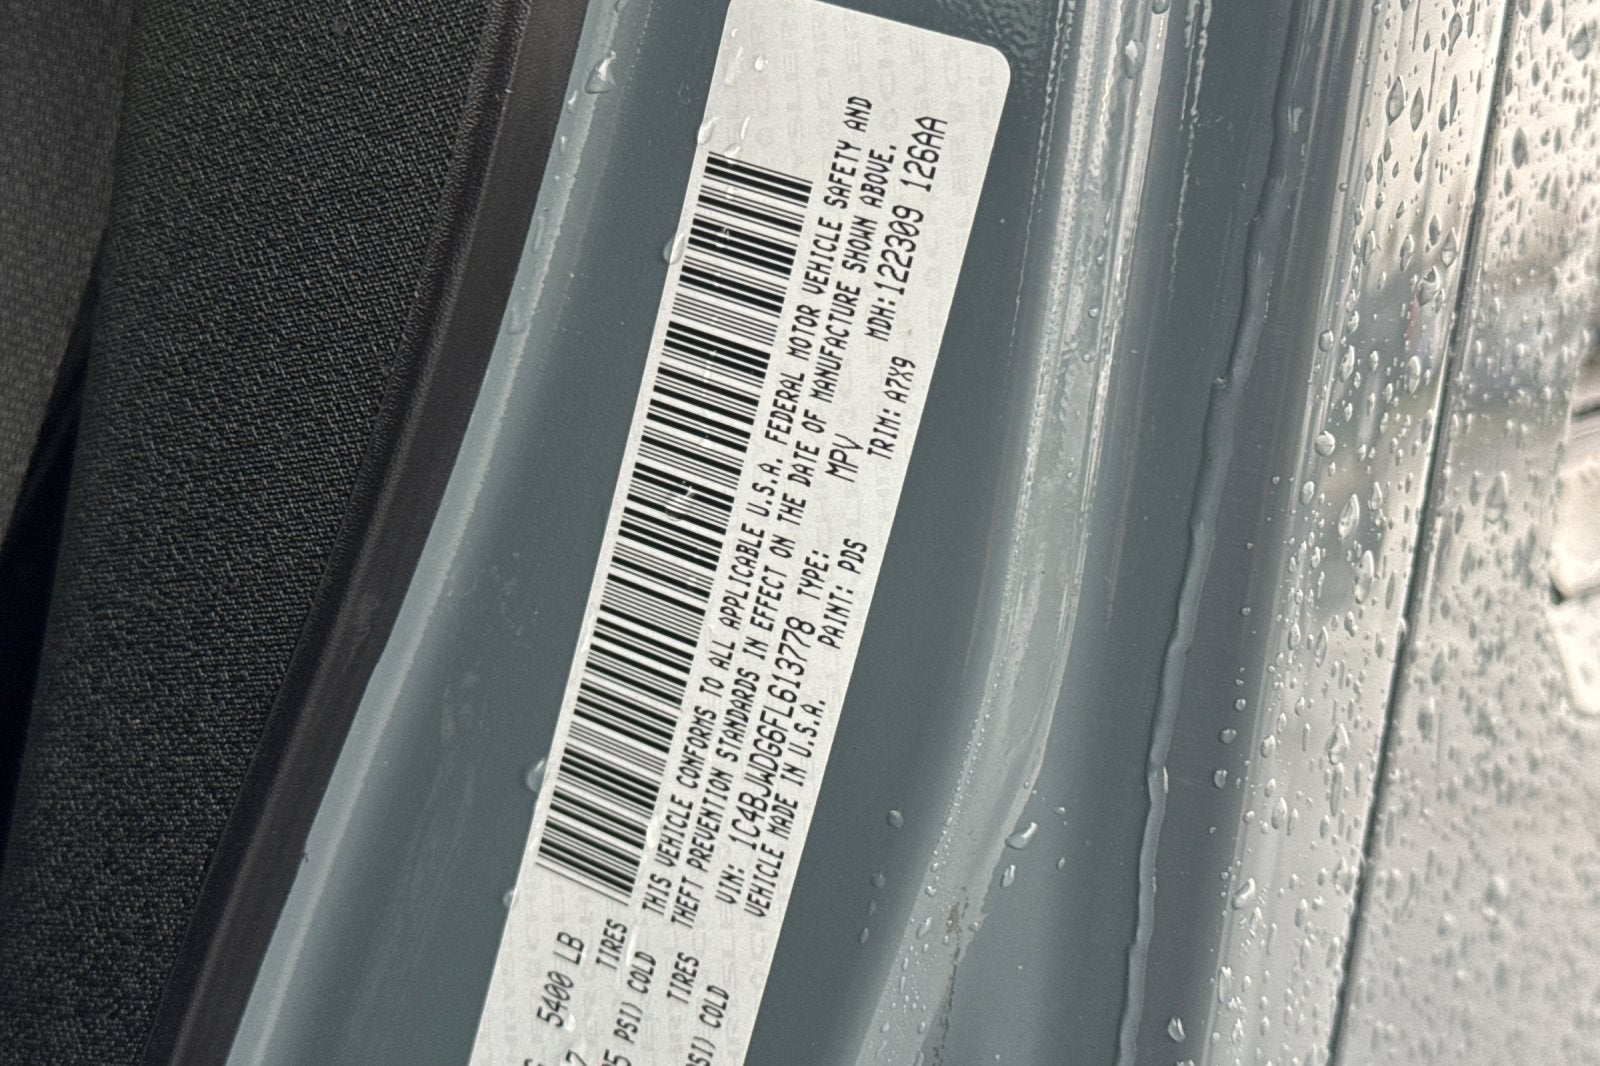 5400 LB
TIRES
PSI) COLD
TIRES
PSI) COLD
THIS VEHICLE CONFORMS TO ALL APPLICABLE U.S.A. FEDERAL MOTOR VEHICLE SAFETY AND
THEFT PREVENTION STANDARDS IN EFFECT ON THE DATE OF MANUFACTURE SHOWN ABOVE.
VIN: 1C4BJWDG6FL613778 TYPE: MPV MDH:122309 126AA
VEHICLE MADE IN U.S.A. PAINT: PDS TRIM: A7X9